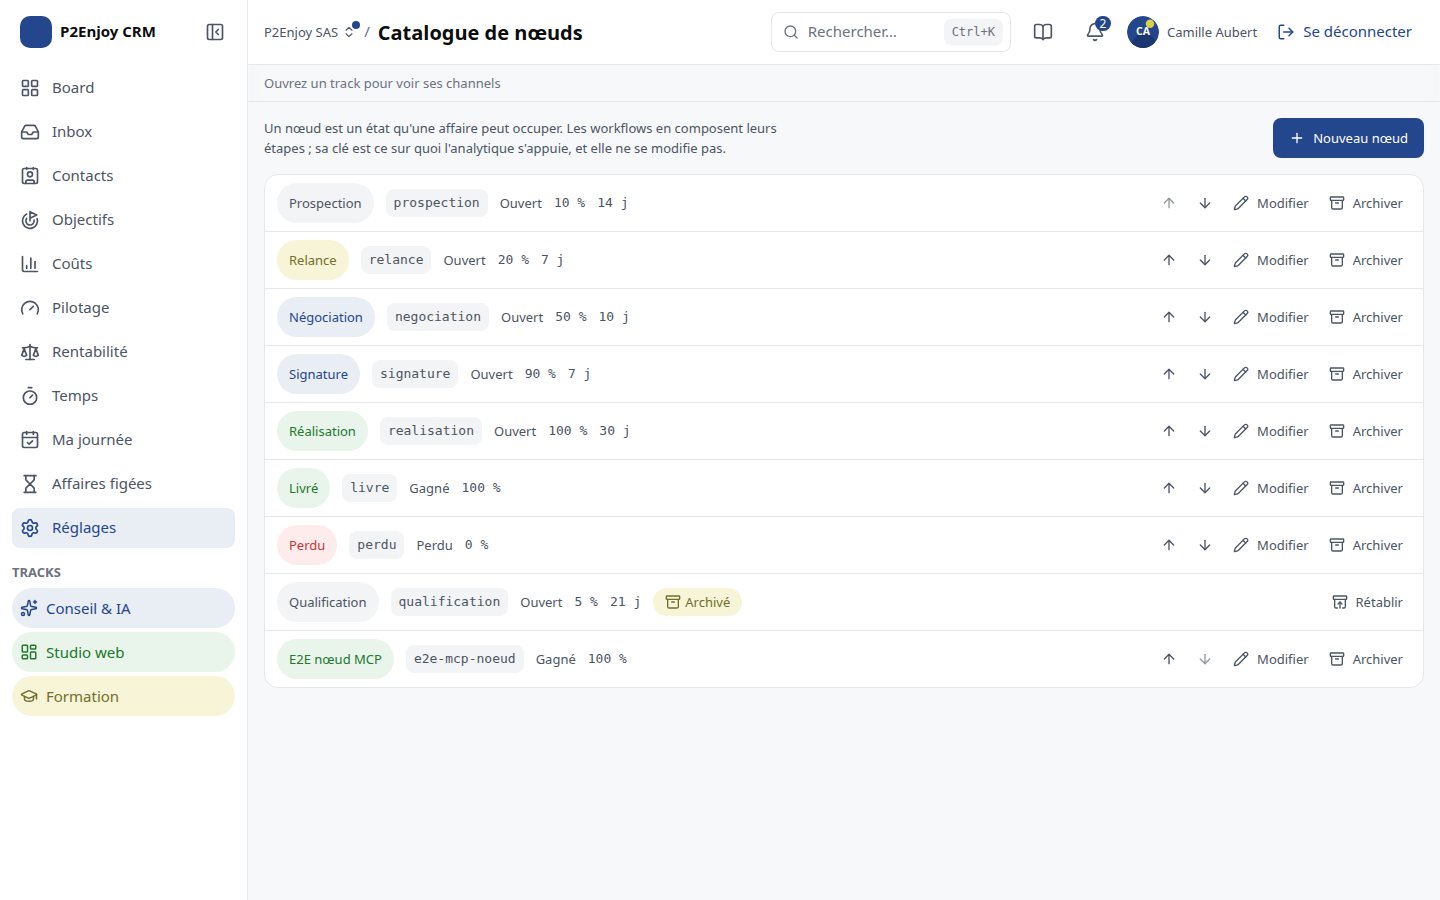 P2Enjoy CRM
Board
Inbox
Contacts
Objectifs
Coûts
Pilotage
Rentabilité
Temps
Ma journée
Affaires figées
Réglages
TRACKS
Conseil & IA
Studio web
Formation
P2Enjoy SAS / Catalogue de nœuds
Rechercher... Ctrl+K
2
CA Camille Aubert
Se déconnecter
Ouvrez un track pour voir ses channels
Un nœud est un état qu'une affaire peut occuper. Les workflows en composent leurs
étapes ; sa clé est ce sur quoi l'analytique s'appuie, et elle ne se modifie pas.
Nouveau nœud
Prospection prospection Ouvert 10 % 14 j Modifier Archiver
Relance relance Ouvert 20 % 7 j Modifier Archiver
Négociation negociation Ouvert 50 % 10 j Modifier Archiver
Signature signature Ouvert 90 % 7 j Modifier Archiver
Réalisation realisation Ouvert 100 % 30 j Modifier Archiver
Livré livre Gagné 100 % Modifier Archiver
Perdu perdu Perdu 0 % Modifier Archiver
Qualification qualification Ouvert 5 % 21 j Archivé Rétablir
E2E nœud MCP e2e-mcp-noeud Gagné 100 % Modifier Archiver